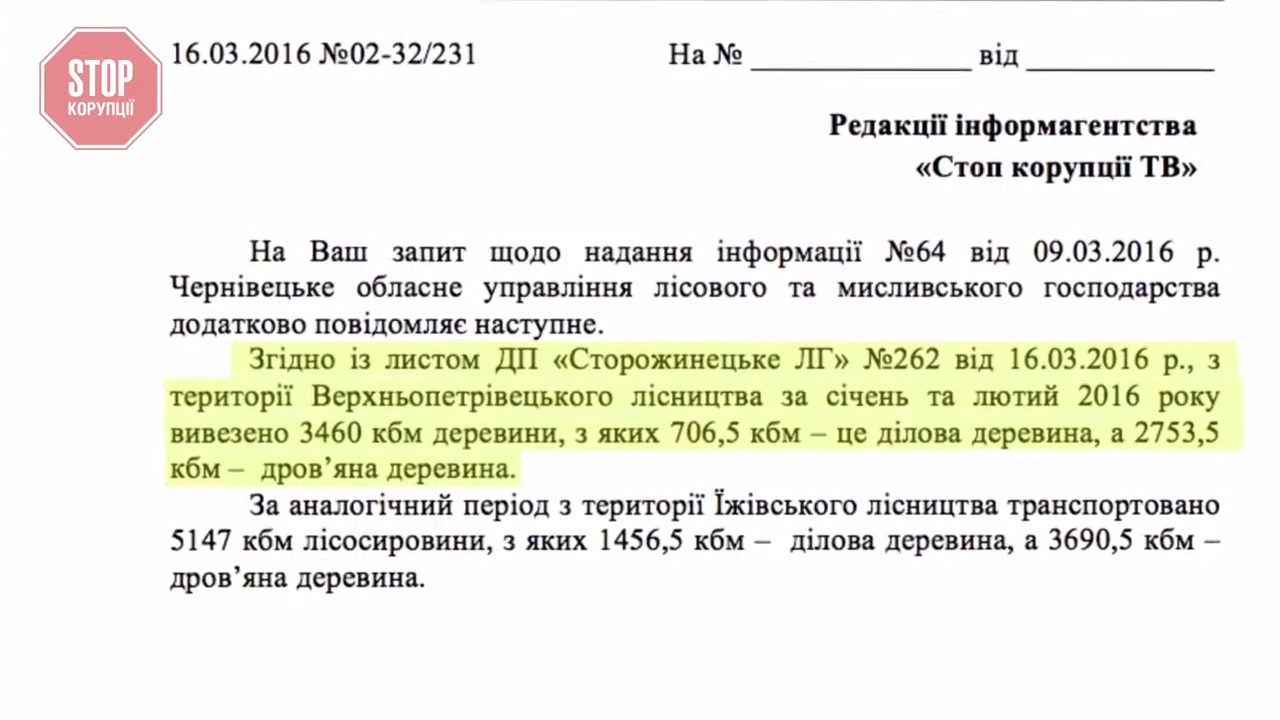 STOP
КОРУПЦІЇ
16.03.2016 №02-32/231 На № ______________ від ____________
Редакції інформагентства
«Стоп корупції ТВ»
На Ваш запит щодо надання інформації №64 від 09.03.2016 р.
Чернівецьке обласне управління лісового та мисливського господарства
додатково повідомляє наступне.
Згідно із листом ДП «Сторожинецьке ЛГ» №262 від 16.03.2016 р., з
території Верхньопетрівецького лісництва за січень та лютий 2016 року
вивезено 3460 кбм деревини, з яких 706,5 кбм – це ділова деревина, а 2753,5
кбм – дров’яна деревина.
За аналогічний період з території Їжівського лісництва транспортовано
5147 кбм лісосировини, з яких 1456,5 кбм – ділова деревина, а 3690,5 кбм –
дров’яна деревина.